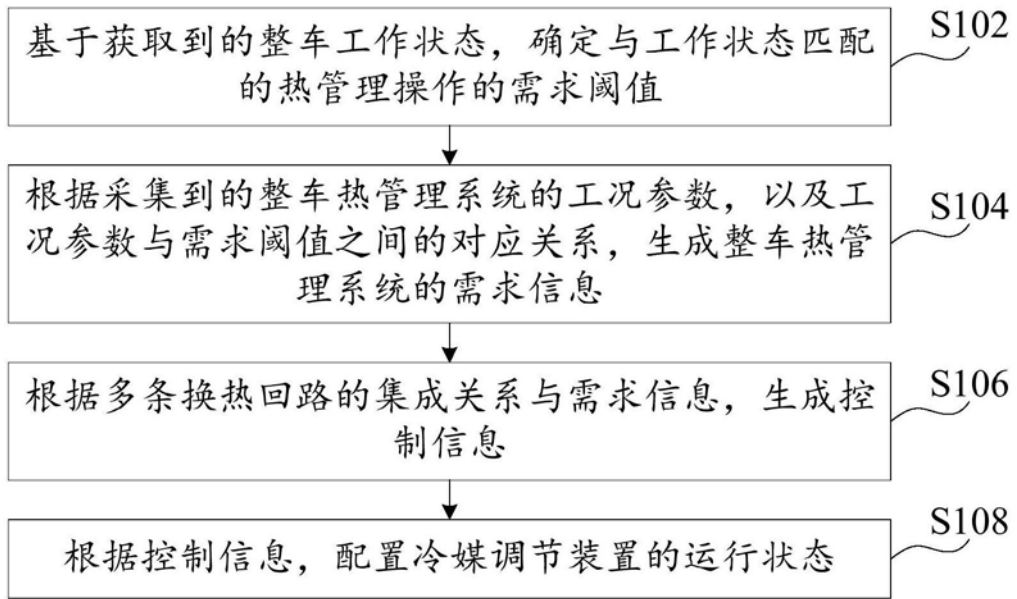 基于获取到的整车工作状态，确定与工作状态匹配
的热管理操作的需求阈值
S102
根据采集到的整车热管理系统的工况参数，以及工
况参数与需求阈值之间的对应关系，生成整车热管
理系统的需求信息
S104
根据多条换热回路的集成关系与需求信息，生成控
制信息
S106
根据控制信息，配置冷媒调节装置的运行状态
S108